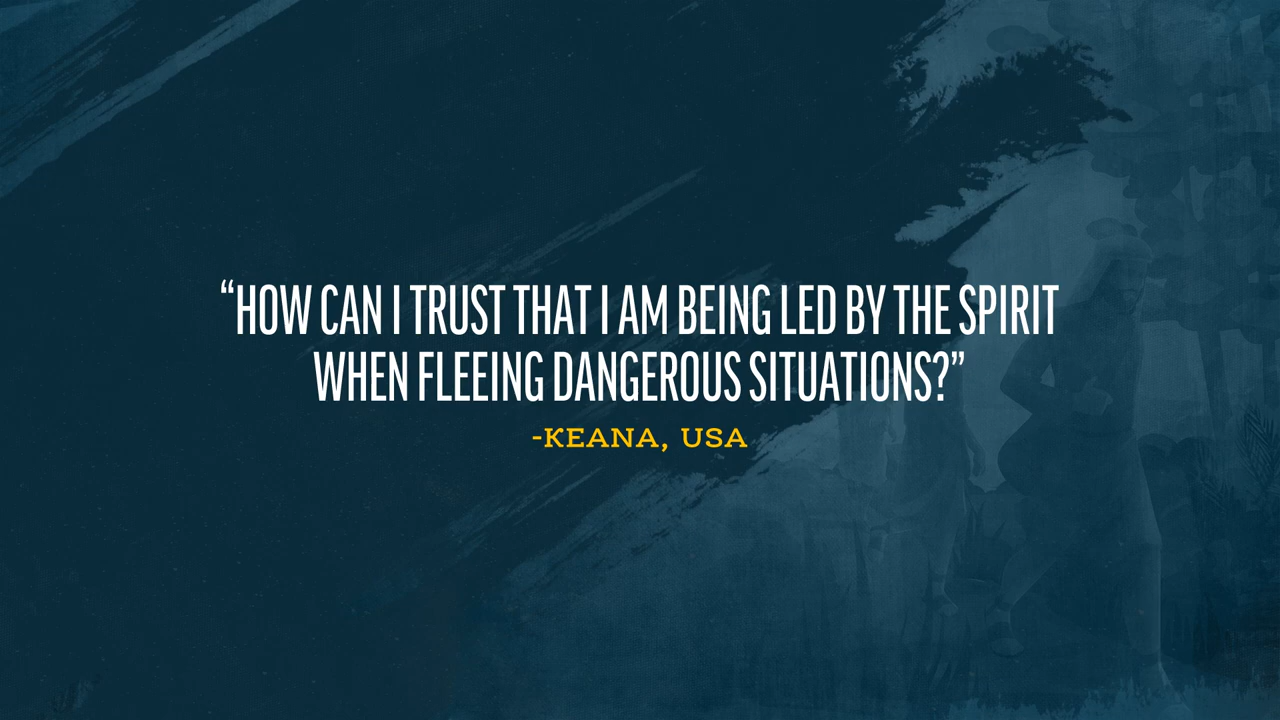 “HOW CAN I TRUST THAT I AM BEING LED BY THE SPIRIT
WHEN FLEEING DANGEROUS SITUATIONS?”
-KEANA, USA